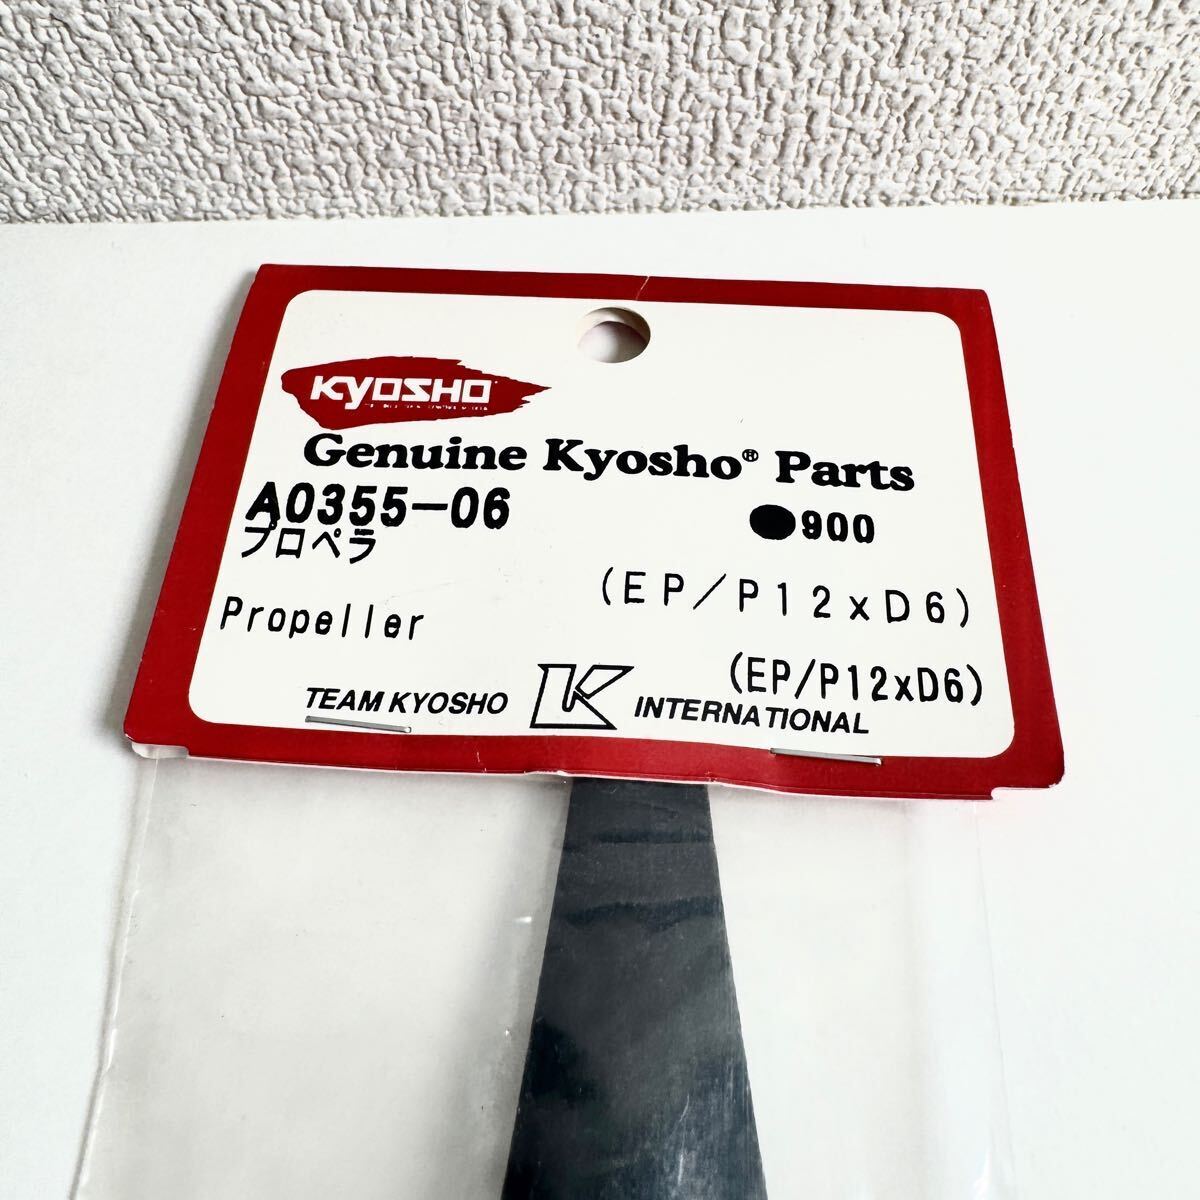 KYOSHO
Genuine Kyosho® Parts
A0355-06 ●900
プロペラ
(EP/P12xD6)
Propeller
(EP/P12xD6)
TEAM KYOSHO K INTERNATIONAL